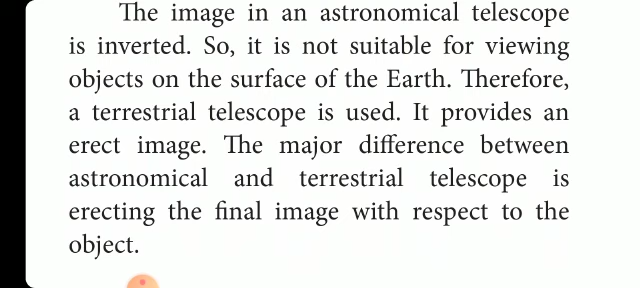 The image in an astronomical telescope
is inverted. So, it is not suitable for viewing
objects on the surface of the Earth. Therefore,
a terrestrial telescope is used. It provides an
erect image. The major difference between
astronomical and terrestrial telescope is
erecting the final image with respect to the
object.